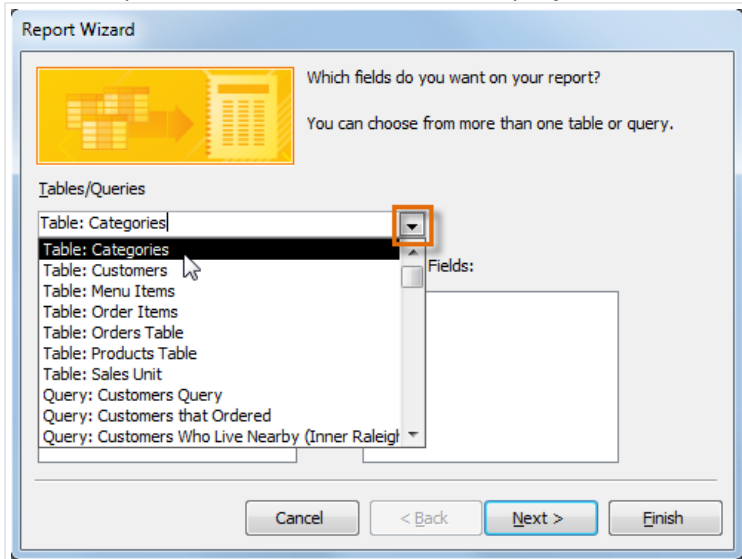 Report Wizard
Which fields do you want on your report?
You can choose from more than one table or query.
Tables/Queries
Table: Categories
Table: Categories
Table: Customers
Fields:
Table: Menu Items
Table: Order Items
Table: Orders Table
Table: Products Table
Table: Sales Unit
Query: Customers Query
Query: Customers that Ordered
Query: Customers Who Live Nearby (Inner
Cancel
< Back
Next >
Finish